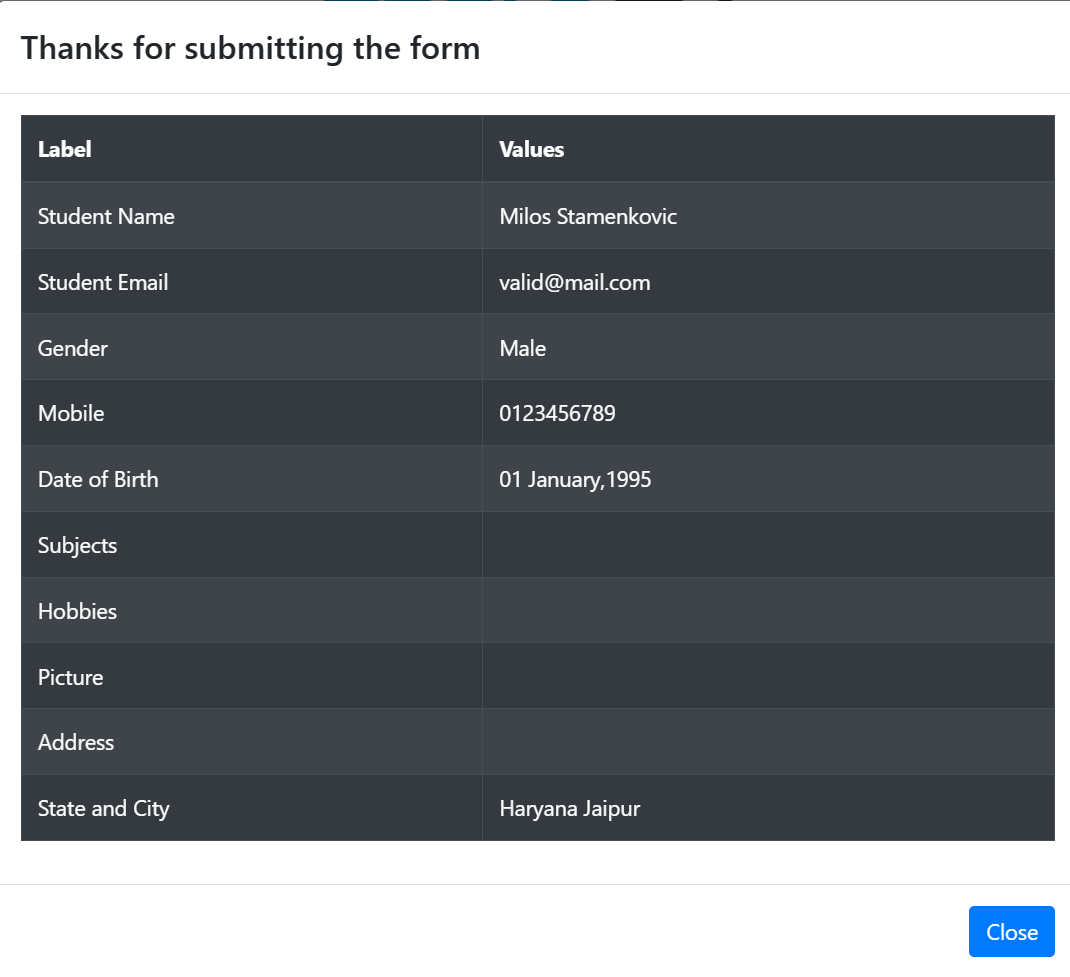 Thanks for submitting the form
Label Values
Student Name Milos Stamenkovic
Student Email valid@mail.com
Gender Male
Mobile 0123456789
Date of Birth 01 January,1995
Subjects
Hobbies
Picture
Address
State and City Haryana Jaipur
Close